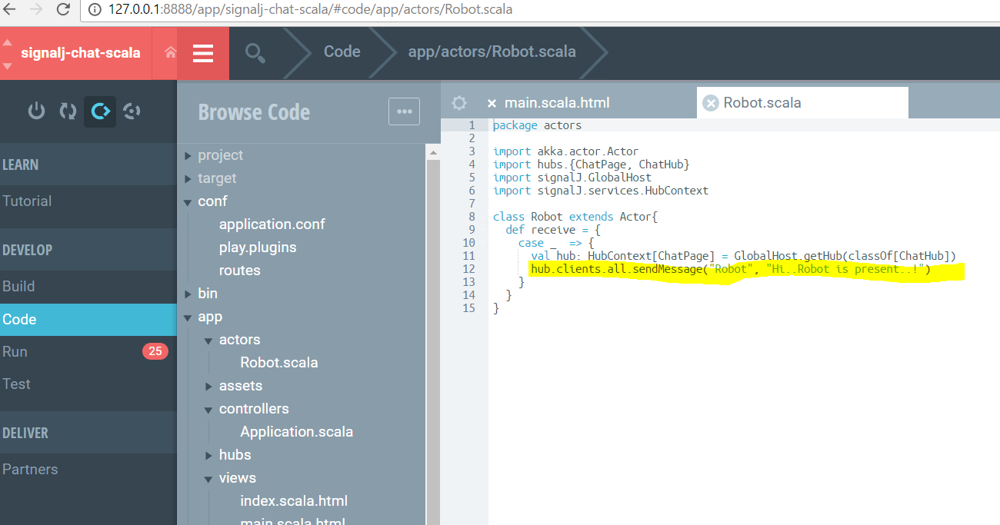 127.0.0.1:8888/app/signalj-chat-scala/#code/app/actors/Robot.scala
signalj-chat-scala
Code
app/actors/Robot.scala
LEARN
Tutorial
DEVELOP
Build
Code
Run 25
Test
DELIVER
Partners
Browse Code
project
target
conf
application.conf
play.plugins
routes
bin
app
actors
Robot.scala
assets
controllers
Application.scala
hubs
views
index.scala.html
main.scala.html
main.scala.html
Robot.scala
1 package actors
2
3 import akka.actor.Actor
4 import hubs.{ChatPage, ChatHub}
5 import signalJ.GlobalHost
6 import signalJ.services.HubContext
7
8 class Robot extends Actor{
9 def receive = {
10 case _ => {
11 val hub: HubContext[ChatPage] = GlobalHost.getHub(classOf[ChatHub])
12 hub.clients.all.sendMessage("Robot", "Hi..Robot is present..!")
13 }
14 }
15 }